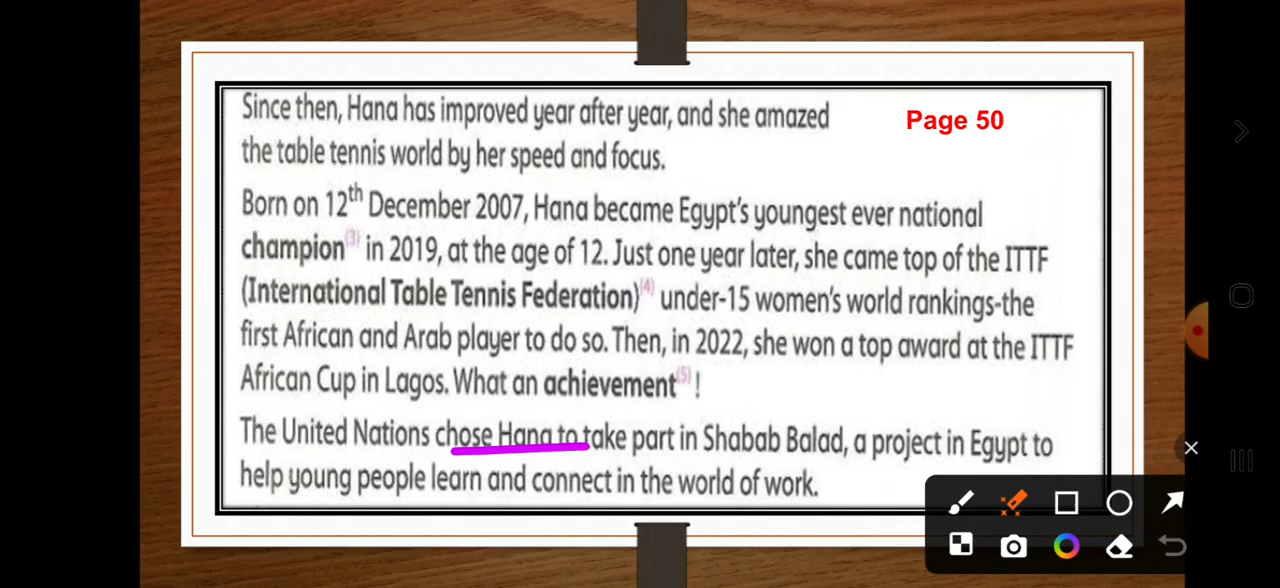 Since then, Hana has improved year after year, and she amazed
Page 50
the table tennis world by her speed and focus.
Born on 12th December 2007, Hana became Egypt's youngest ever national
champion(3) in 2019, at the age of 12. Just one year later, she came top of the ITTF
(International Table Tennis Federation)(4) under-15 women's world rankings-the
first African and Arab player to do so. Then, in 2022, she won a top award at the ITTF
African Cup in Lagos. What an achievement(5)!
The United Nations chose Hana to take part in Shabab Balad, a project in Egypt to
help young people learn and connect in the world of work.